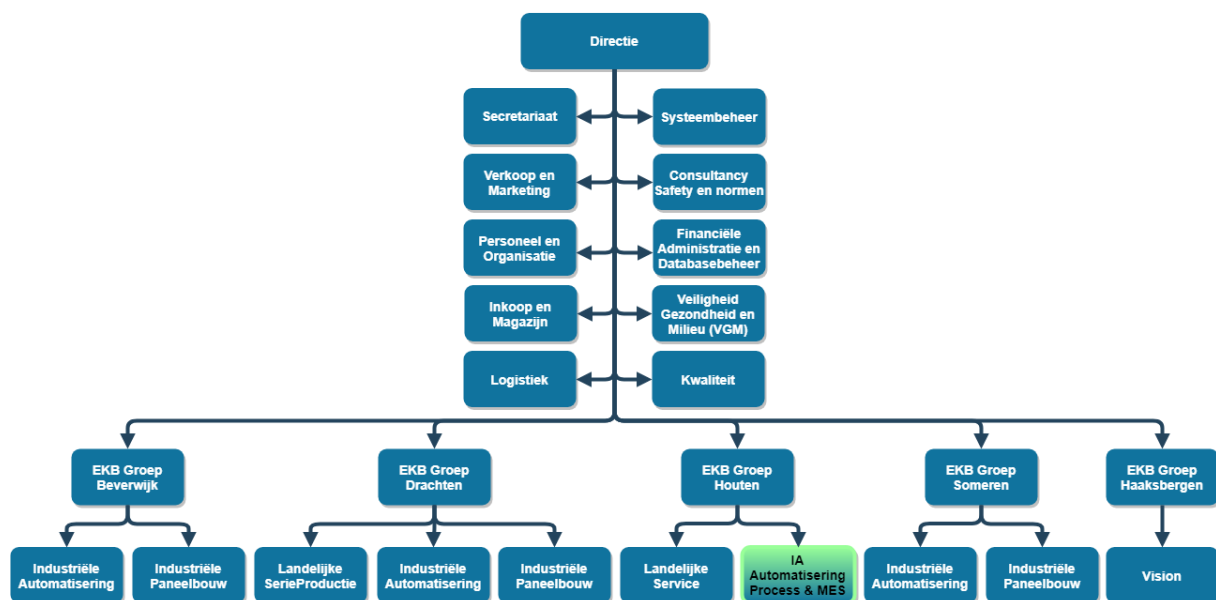 Directie
Secretariaat
Systeembeheer
Verkoop en
Marketing
Consultancy
Safety en normen
Personeel en
Organisatie
Financiële
Administratie en
Databasebeheer
Inkoop en
Magazijn
Veiligheid
Gezondheid en
Milieu (VGM)
Logistiek
Kwaliteit
EKB Groep
Beverwijk
EKB Groep
Drachten
EKB Groep
Houten
EKB Groep
Someren
EKB Groep
Haaksbergen
Industriële
Automatisering
Industriële
Paneelbouw
Landelijke
SerieProductie
Industriële
Automatisering
Industriële
Paneelbouw
Landelijke
Service
IA
Automatisering
Process & MES
Industriële
Automatisering
Industriële
Paneelbouw
Vision